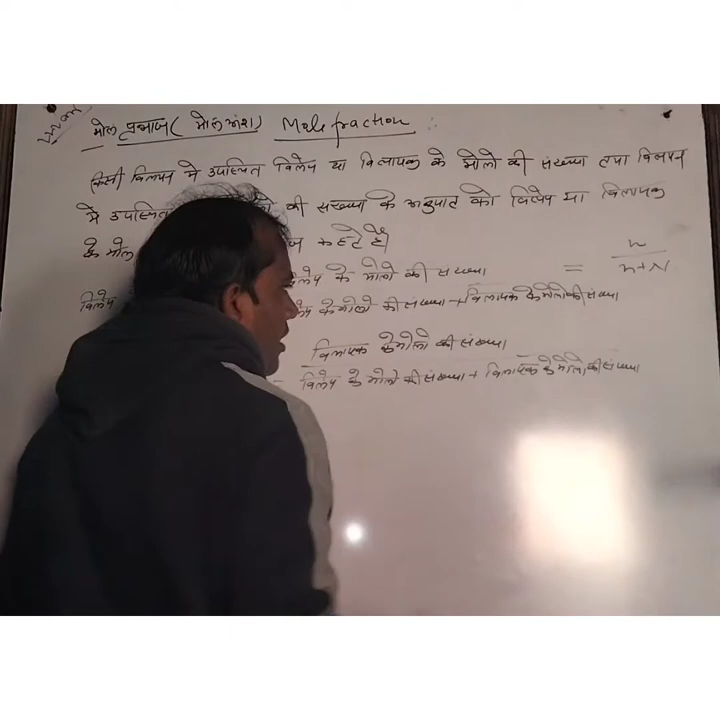 मोल प्रभाज ( मोल अंश) Mole fraction
किसी विलयन में उपस्थित विलेय या विलायक के मोलो की संख्या तथा विलयन
में उपस्थित की संख्या के अनुपात को विलेय या विलायक
के मोल कहते हैं।
के मोलो की संख्या = n / n+N
विलेय के मोलो की संख्या + विलायक के मोलो की संख्या
विलायक के मोलो की संख्या
विलेय के मोलो की संख्या + विलायक के मोलो की संख्या